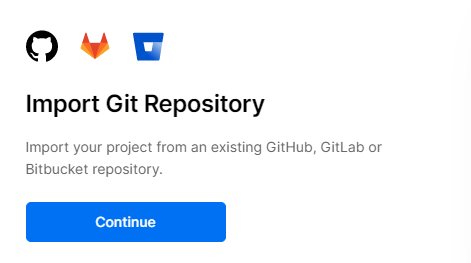 Import Git Repository
Import your project from an existing GitHub, GitLab or
Bitbucket repository.
Continue